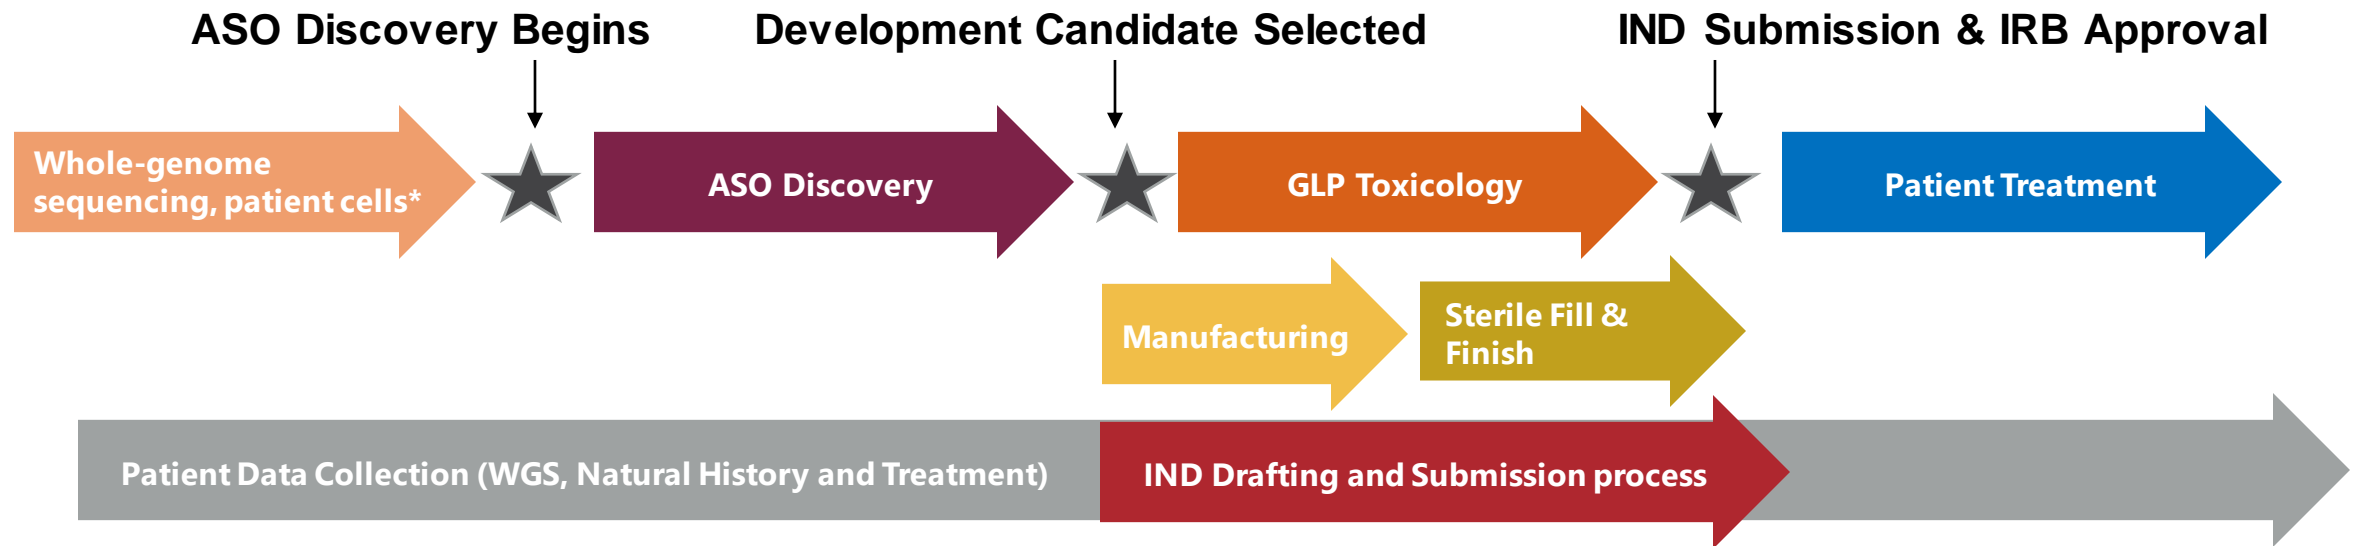 ASO Discovery Begins
Development Candidate Selected
IND Submission & IRB Approval
Whole-genome
sequencing, patient cells*
ASO Discovery
GLP Toxicology
Patient Treatment
Manufacturing
Sterile Fill &
Finish
Patient Data Collection (WGS, Natural History and Treatment)
IND Drafting and Submission process